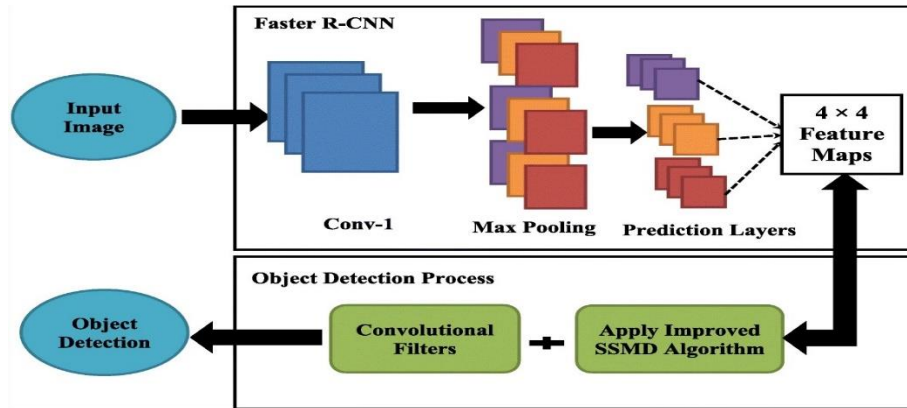 Faster R-CNN
Input
Image
Conv-1
Max Pooling
Prediction Layers
4 × 4
Feature
Maps
Object Detection Process
Object
Detection
Convolutional
Filters
Apply Improved
SSMD Algorithm